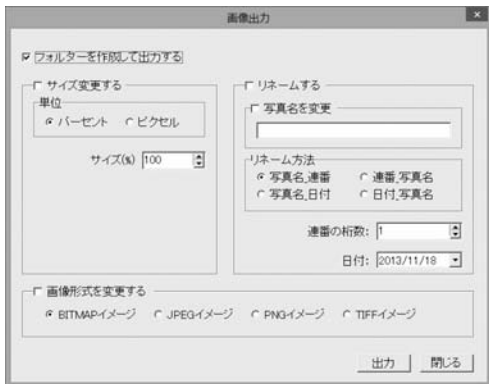 画像出力
フォルダーを作成して出力する
サイズ変更する
単位
パーセント ピクセル
サイズ(%) 100
リネームする
写真名を変更
リネーム方法
写真名_連番 連番_写真名
写真名_日付 日付_写真名
連番の桁数: 1
日付: 2013/11/18
画像形式を変更する
BITMAPイメージ JPEGイメージ PNGイメージ TIFFイメージ
出力 閉じる